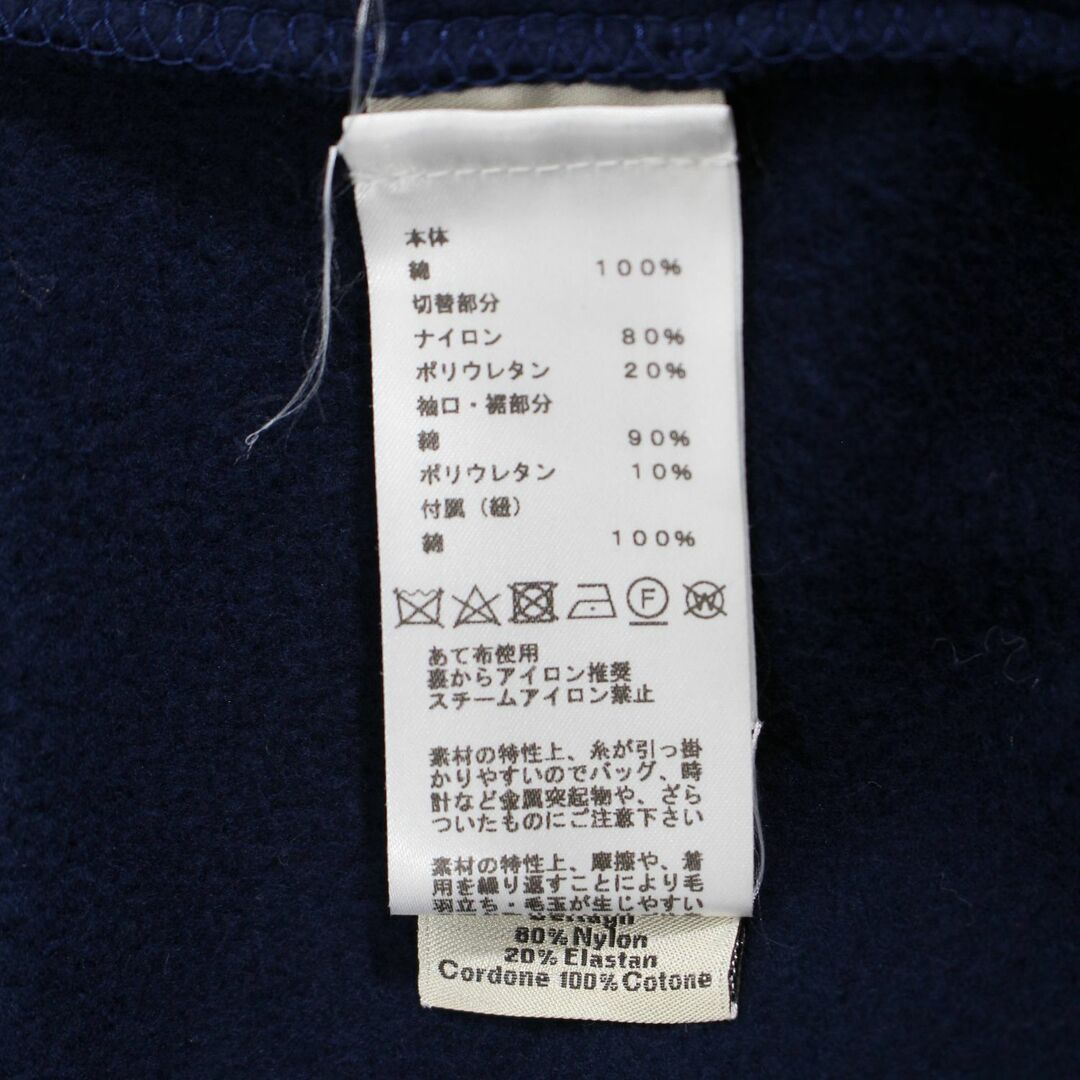 本体
綿 100%
切替部分
ナイロン 80%
ポリウレタン 20%
袖口・裾部分
綿 90%
ポリウレタン 10%
付属（紐）
綿 100%
F W
あて布使用
裏からアイロン推奨
スチームアイロン禁止
素材の特性上、糸が引っ掛
かりやすいのでバッグ、時
計など金属突起物や、ざら
ついたものにご注意下さい
素材の特性上、摩擦や、着
用を繰り返すことにより毛
羽立ち・毛玉が生じやすい
80% Nylon
20% Elastan
Cordone 100% Cotone